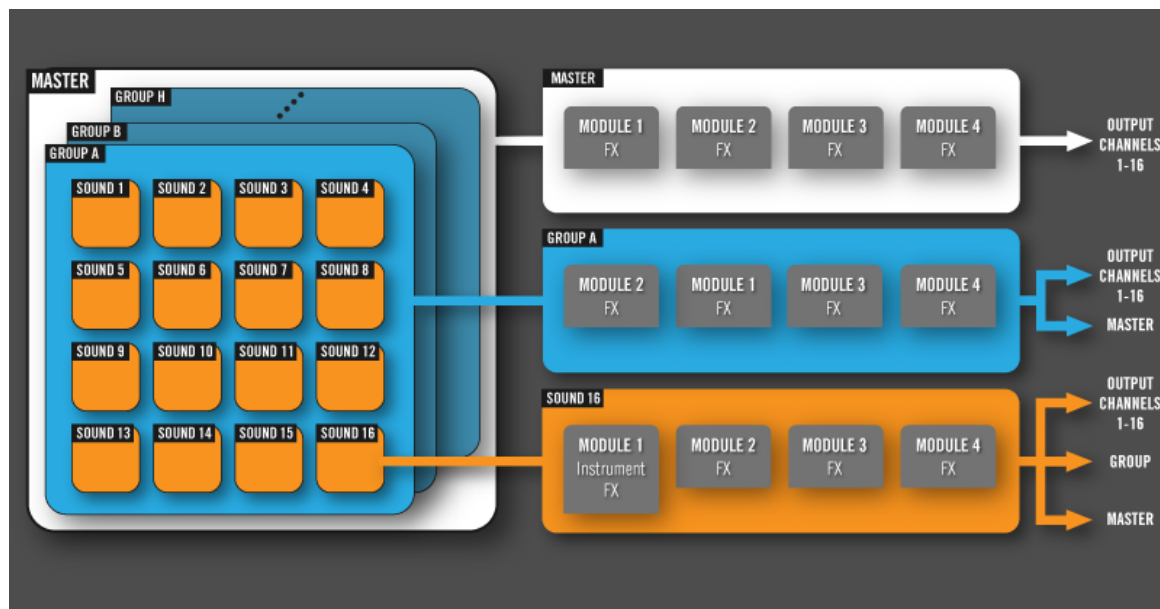 MASTER
GROUP H
GROUP B
GROUP A
SOUND 1
SOUND 2
SOUND 3
SOUND 4
SOUND 5
SOUND 6
SOUND 7
SOUND 8
SOUND 9
SOUND 10
SOUND 11
SOUND 12
SOUND 13
SOUND 14
SOUND 15
SOUND 16
MASTER
MODULE 1
FX
MODULE 2
FX
MODULE 3
FX
MODULE 4
FX
OUTPUT
CHANNELS
1-16
GROUP A
MODULE 2
FX
MODULE 1
FX
MODULE 3
FX
MODULE 4
FX
OUTPUT
CHANNELS
1-16
MASTER
SOUND 16
MODULE 1
Instrument
FX
MODULE 2
FX
MODULE 3
FX
MODULE 4
FX
OUTPUT
CHANNELS
1-16
GROUP
MASTER